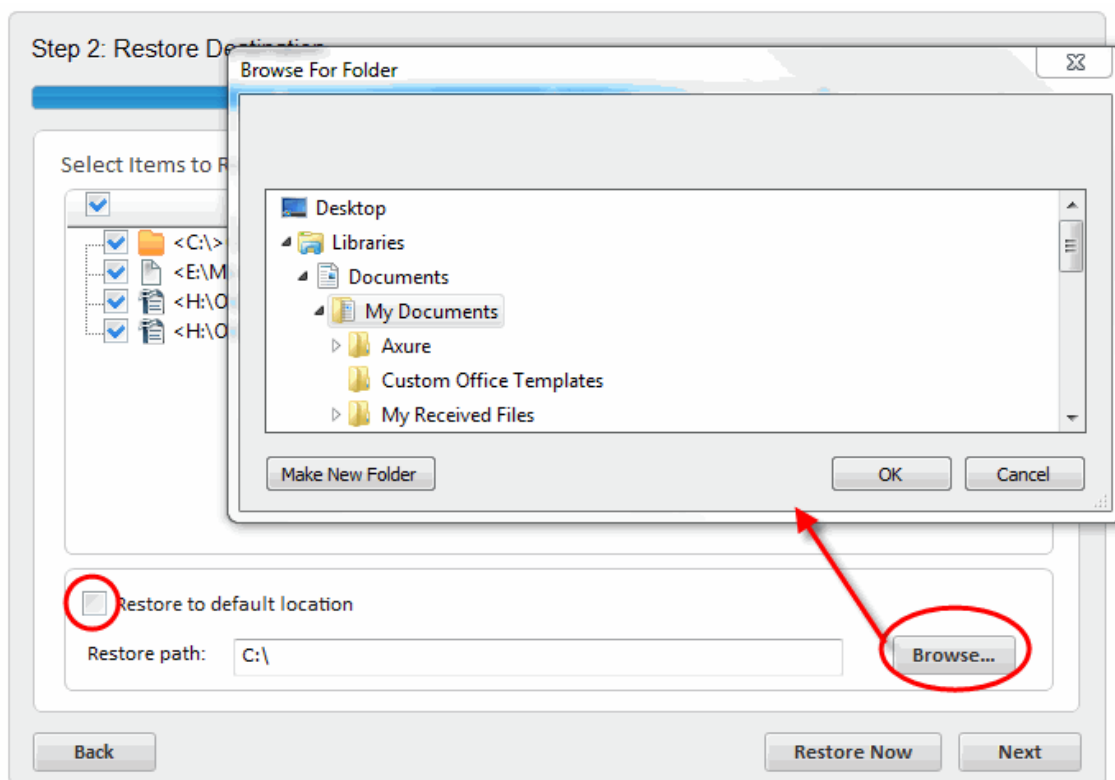 Step 2: Restore Destination
Browse For Folder
Select Items to
Desktop
Libraries
Documents
My Documents
Axure
Custom Office Templates
My Received Files
<C:\>
<E:\M
<H:\O
<H:\O
Make New Folder
OK
Cancel
Restore to default location
Restore path:
C:\
Browse...
Back
Restore Now
Next